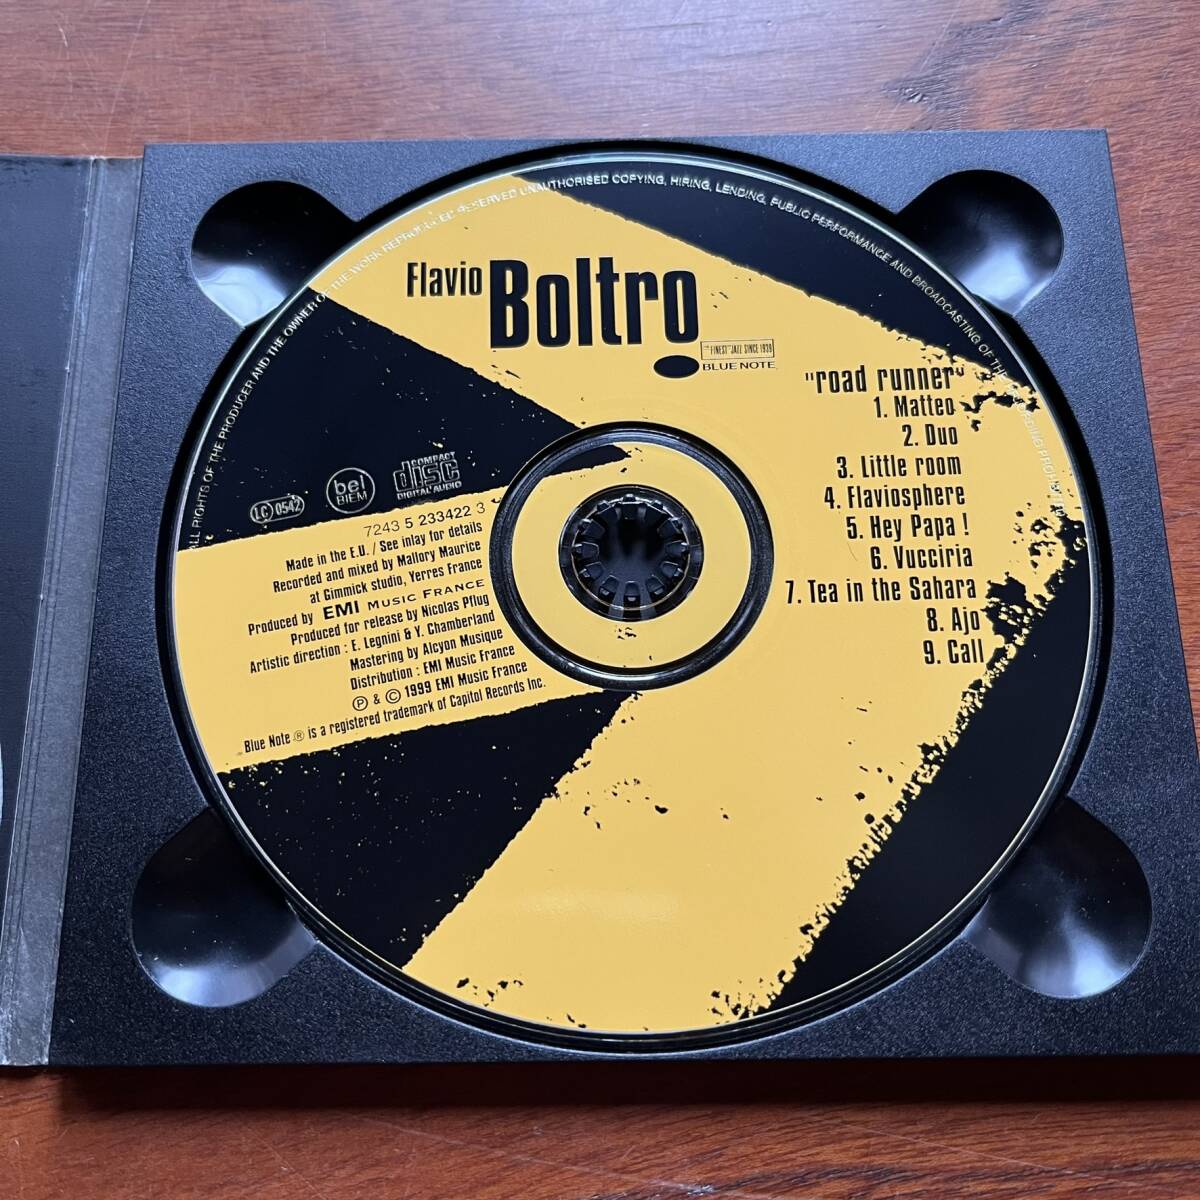 ALL RIGHTS OF THE PRODUCER AND THE OWNER OF THE WORK REPRODUCED RESERVED UNAUTHORISED COPYING, HIRING, LENDING, PUBLIC PERFORMANCE AND BROADCASTING OF THE
Flavio Boltro
THE FINEST IN JAZZ SINCE 1939
BLUE NOTE
"road runner"
1. Matteo
2. Duo
3. Little room
4. Flaviosphere
5. Hey Papa !
6. Vucciria
7. Tea in the Sahara
8. Ajo
9. Call
LC 0542
bel
BIEM
COMPACT
disc
DIGITAL AUDIO
7243 5 233422 3
Made in the E.U. / See inlay for details
Recorded and mixed by Mallory Maurice
at Gimmick studio, Yerres France
Produced by EMI MUSIC FRANCE
Produced for release by Nicolas Pflug
Artistic direction : E. Legnini & Y. Chamberland
Mastering by Alcyon Musique
Distribution : EMI Music France
Ⓟ & © 1999 EMI Music France
Blue Note ® is a registered trademark of Capitol Records Inc.